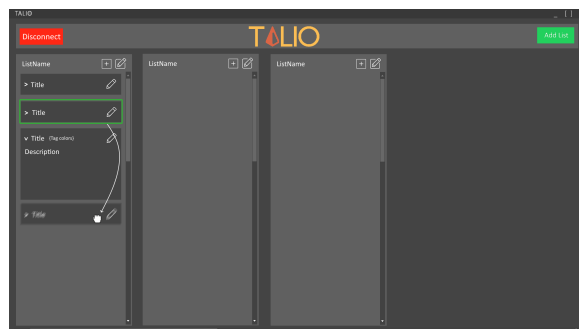 TALIO
Disconnect
TALIO
Add List
ListName
ListName
ListName
> Title
> Title
v Title (Tag colors)
Description
> Title